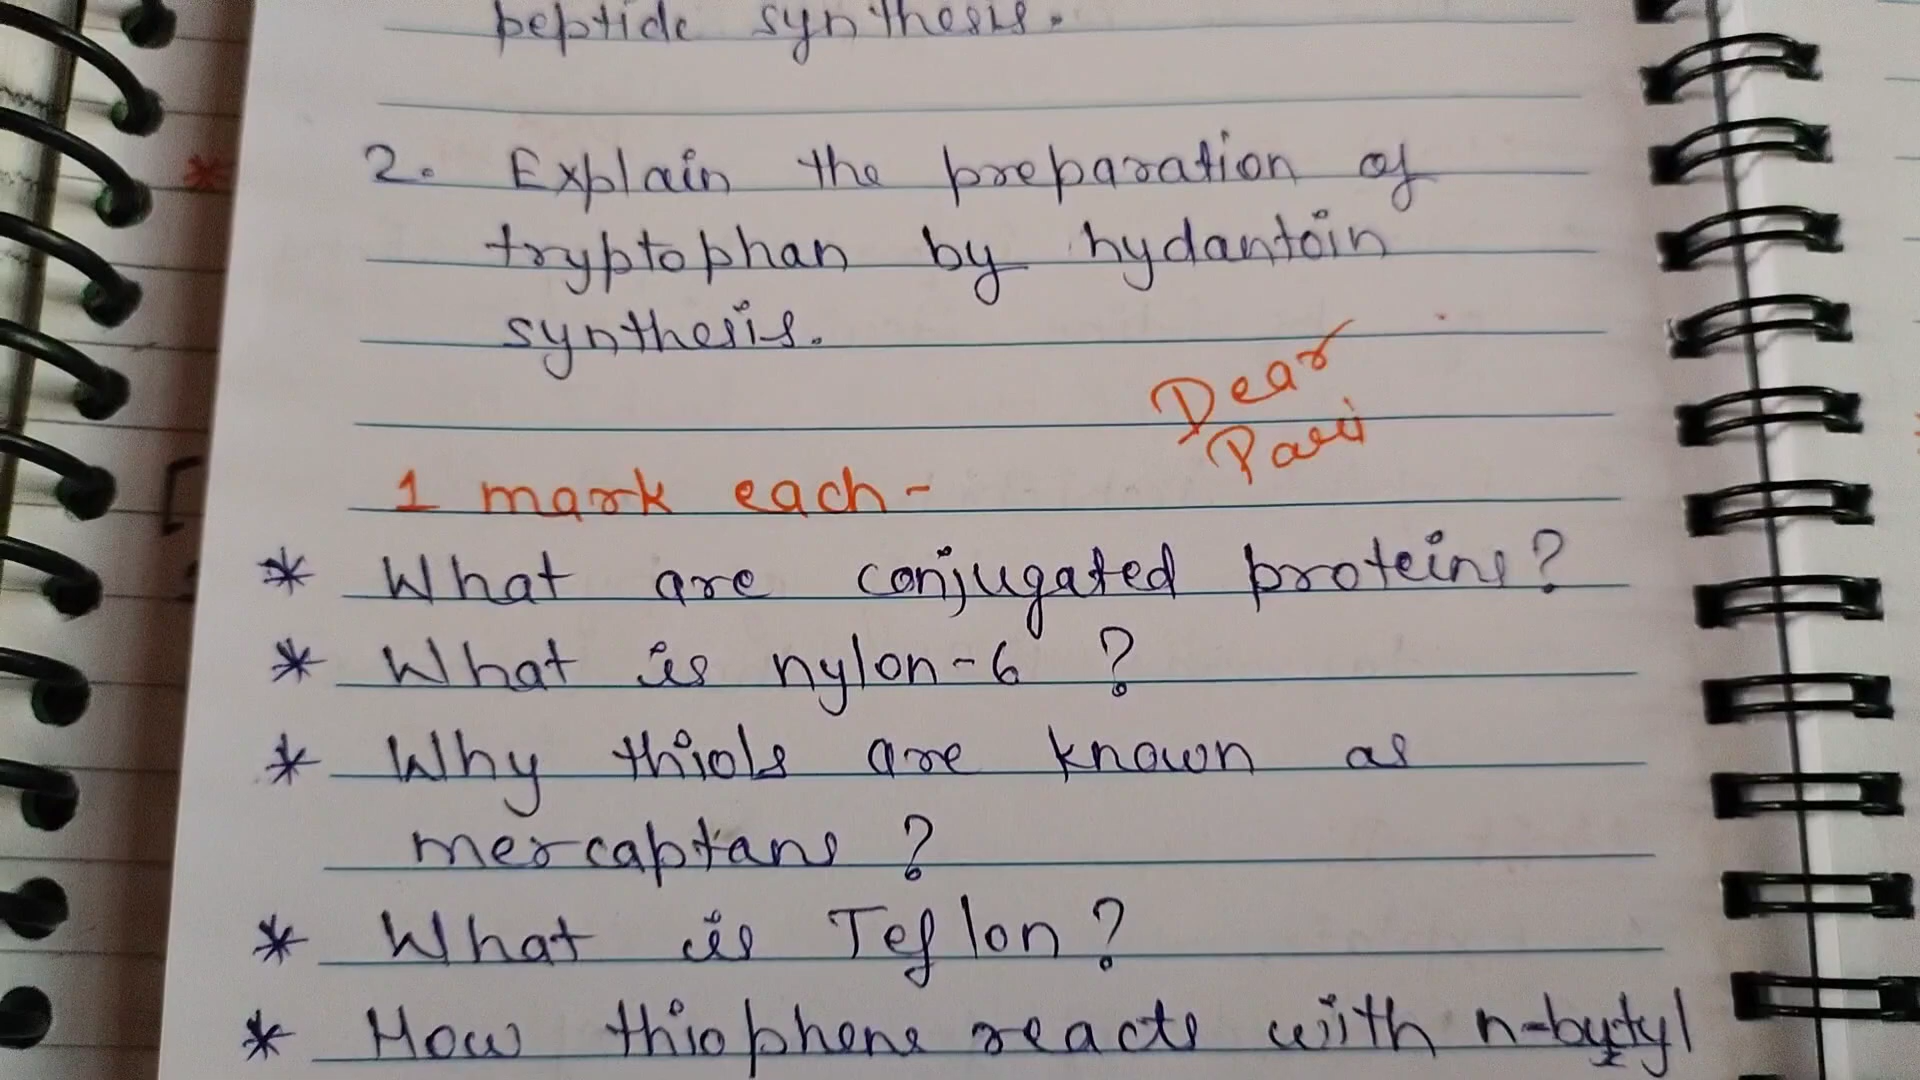 peptide synthesis.
2. Explain the preparation of
tryptophan by hydantoin
synthesis.
Dear
Pari
1 mark each-
* What are conjugated proteins?
* What is nylon-6 ?
* Why thiols are known as
mercaptans ?
* What is Teflon?
* How thiophene reacts with n-butyl